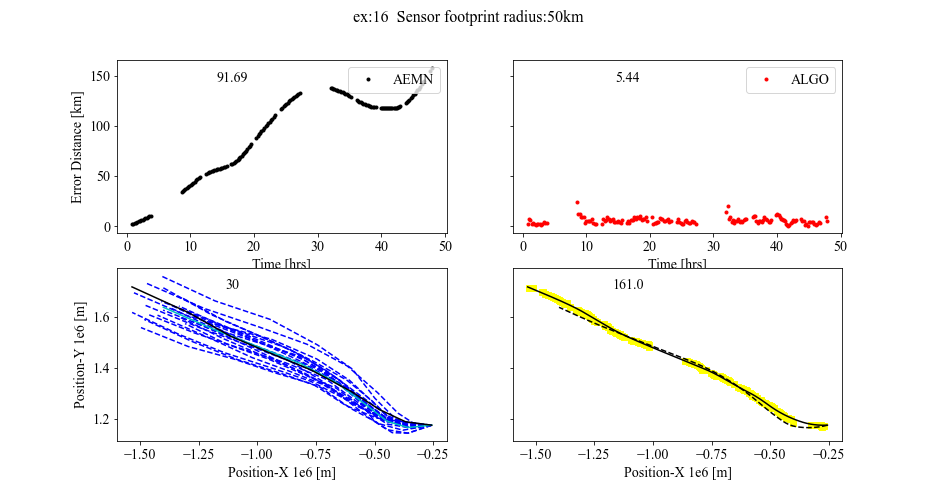 ex:16  Sensor footprint radius:50km
91.69
AEMN
150
100
50
0
Error Distance [km]
0 10 20 30 40 50
Time [hrs]
5.44
ALGO
0 10 20 30 40 50
Time [hrs]
30
1.6
1.4
1.2
Position-Y 1e6 [m]
−1.50 −1.25 −1.00 −0.75 −0.50 −0.25
Position-X 1e6 [m]
161.0
−1.50 −1.25 −1.00 −0.75 −0.50 −0.25
Position-X 1e6 [m]